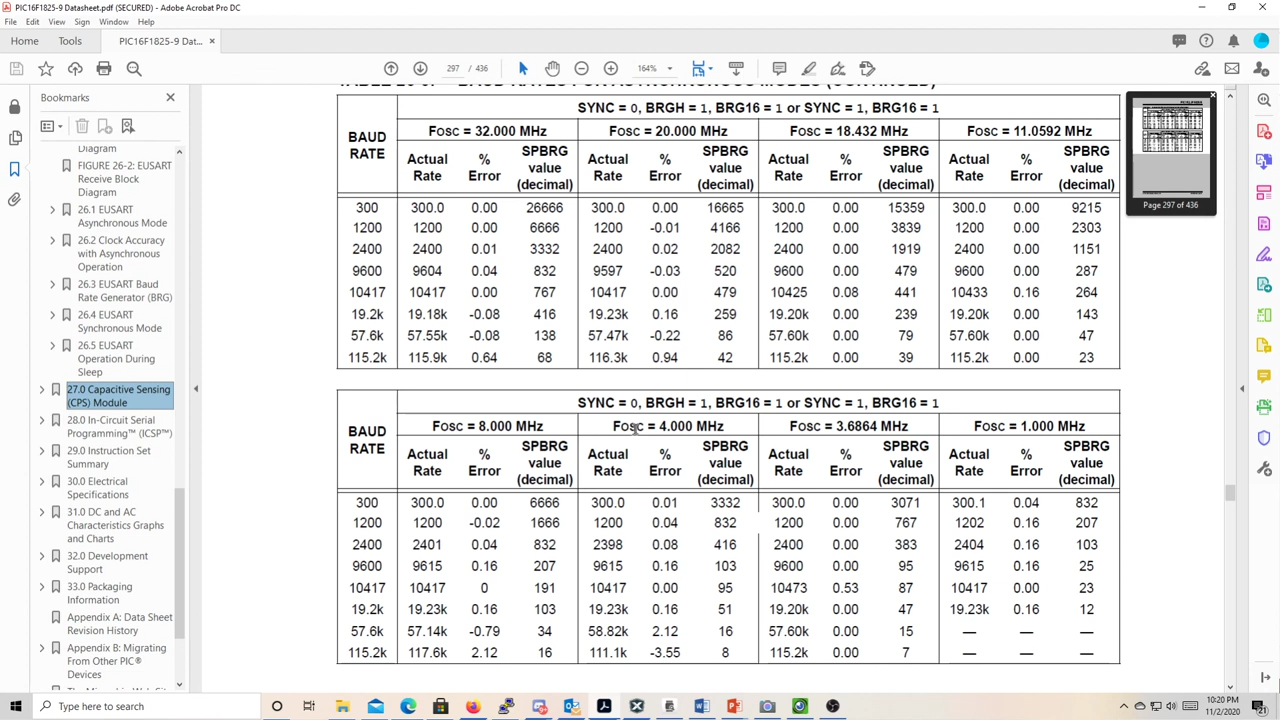 PIC16F1825-9 Datasheet.pdf (SECURED) - Adobe Acrobat Pro DC
File Edit View Sign Window Help
Home Tools PIC16F1825-9 Dat... ×
297 / 436 164%
Bookmarks
Diagram
FIGURE 26-2: EUSART
Receive Block
Diagram
26.1 EUSART
Asynchronous Mode
26.2 Clock Accuracy
with Asynchronous
Operation
26.3 EUSART Baud
Rate Generator (BRG)
26.4 EUSART
Synchronous Mode
26.5 EUSART
Operation During
Sleep
27.0 Capacitive Sensing
(CPS) Module
28.0 In-Circuit Serial
Programming™ (ICSP™)
29.0 Instruction Set
Summary
30.0 Electrical
Specifications
31.0 DC and AC
Characteristics Graphs
and Charts
32.0 Development
Support
33.0 Packaging
Information
Appendix A: Data Sheet
Revision History
Appendix B: Migrating
From Other PIC®
Devices
SYNC = 0, BRGH = 1, BRG16 = 1 or SYNC = 1, BRG16 = 1
BAUD RATE
Fosc = 32.000 MHz Fosc = 20.000 MHz Fosc = 18.432 MHz Fosc = 11.0592 MHz
Actual Rate % Error SPBRG value (decimal) Actual Rate % Error SPBRG value (decimal) Actual Rate % Error SPBRG value (decimal) Actual Rate % Error SPBRG value (decimal)
300 300.0 0.00 26666 300.0 0.00 16665 300.0 0.00 15359 300.0 0.00 9215
1200 1200 0.00 6666 1200 -0.01 4166 1200 0.00 3839 1200 0.00 2303
2400 2400 0.01 3332 2400 0.02 2082 2400 0.00 1919 2400 0.00 1151
9600 9604 0.04 832 9597 -0.03 520 9600 0.00 479 9600 0.00 287
10417 10417 0.00 767 10417 0.00 479 10425 0.08 441 10433 0.16 264
19.2k 19.18k -0.08 416 19.23k 0.16 259 19.20k 0.00 239 19.20k 0.00 143
57.6k 57.55k -0.08 138 57.47k -0.22 86 57.60k 0.00 79 57.60k 0.00 47
115.2k 115.9k 0.64 68 116.3k 0.94 42 115.2k 0.00 39 115.2k 0.00 23
SYNC = 0, BRGH = 1, BRG16 = 1 or SYNC = 1, BRG16 = 1
BAUD RATE
Fosc = 8.000 MHz Fosc = 4.000 MHz Fosc = 3.6864 MHz Fosc = 1.000 MHz
Actual Rate % Error SPBRG value (decimal) Actual Rate % Error SPBRG value (decimal) Actual Rate % Error SPBRG value (decimal) Actual Rate % Error SPBRG value (decimal)
300 300.0 0.00 6666 300.0 0.01 3332 300.0 0.00 3071 300.1 0.04 832
1200 1200 -0.02 1666 1200 0.04 832 1200 0.00 767 1202 0.16 207
2400 2401 0.04 832 2398 0.08 416 2400 0.00 383 2404 0.16 103
9600 9615 0.16 207 9615 0.16 103 9600 0.00 95 9615 0.16 25
10417 10417 0 191 10417 0.00 95 10473 0.53 87 10417 0.00 23
19.2k 19.23k 0.16 103 19.23k 0.16 51 19.20k 0.00 47 19.23k 0.16 12
57.6k 57.14k -0.79 34 58.82k 2.12 16 57.60k 0.00 15 — — —
115.2k 117.6k 2.12 16 111.1k -3.55 8 115.2k 0.00 7 — — —
Page 297 of 436
Type here to search
10:20 PM
11/2/2020
21